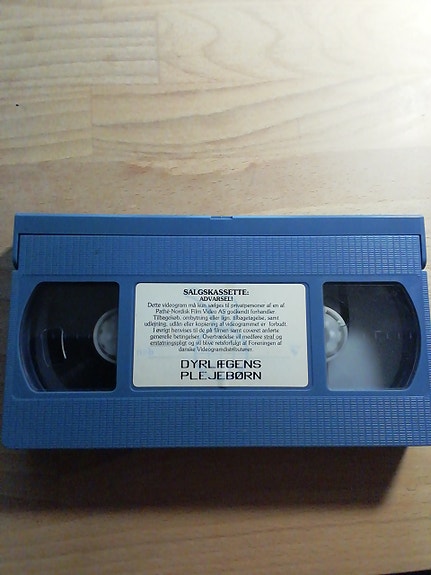 SALGSKASSETTE:
ADVARSEL!
Dette videogram må kun sælges til privatpersoner af en af
Pathé-Nordisk Film Video AS godkendt forhandler.
Tilbagekøb, ombytning eller lign. tilbagetagelse, samt
udlejning, udlån eller kopiering af videogrammet er forbudt.
I øvrigt henvises til de på filmen samt coveret anførte
generelle betingelser. Overtrædelse vil medføre straf og
erstatningspligt og vil blive retsforfulgt af Foreningen af
danske Videogramdistributører.
DYRLÆGENS
PLEJEBØRN